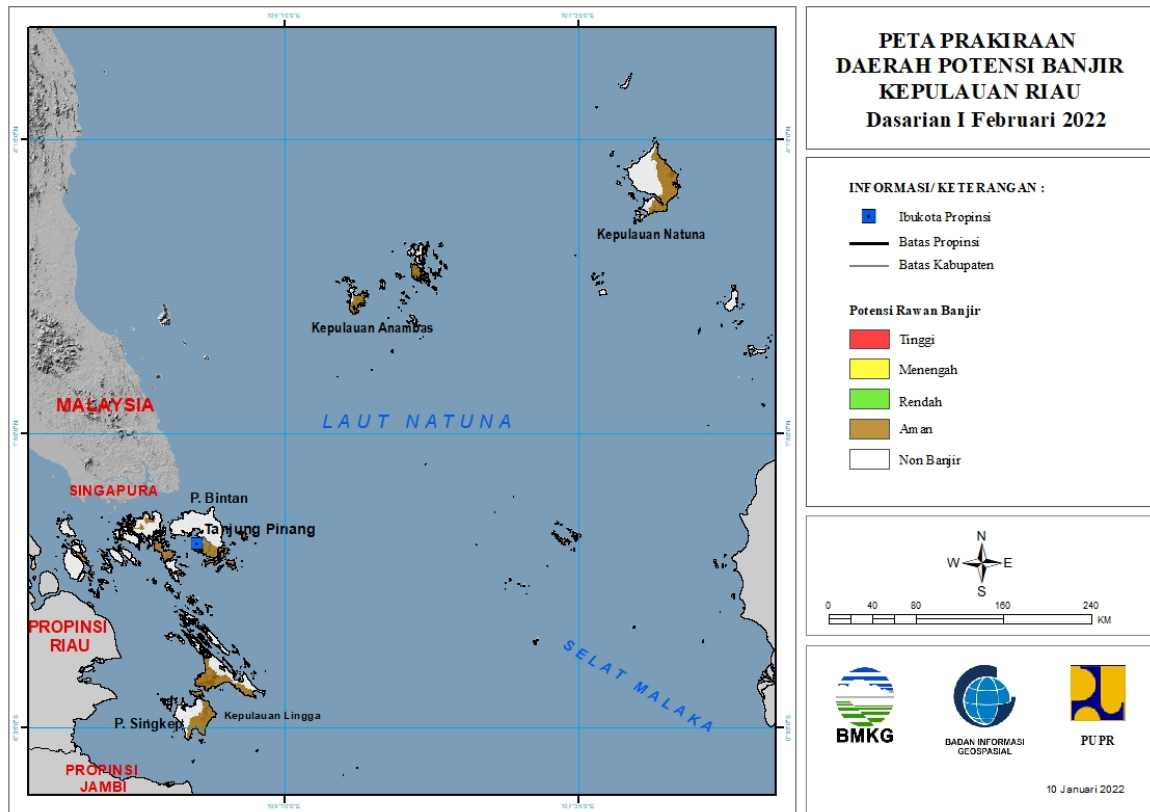 PETA PRAKIRAAN
DAERAH POTENSI BANJIR
KEPULAUAN RIAU
Dasarian I Februari 2022
INFORMASI/ KETERANGAN :
Ibukota Propinsi
Batas Propinsi
Batas Kabupaten
Potensi Rawan Banjir
Tinggi
Menengah
Rendah
Aman
Non Banjir
N
W E
S
0 40 80 160 240
KM
BMKG
BADAN INFORMASI
GEOSPASIAL
PUPR
10 Januari 2022
Kepulauan Natuna
Kepulauan Anambas
MALAYSIA
LAUT NATUNA
SINGAPURA
P. Bintan
Tanjung Pinang
PROPINSI
RIAU
SELAT MALAKA
P. Singkep
Kepulauan Lingga
PROPINSI
JAMBI